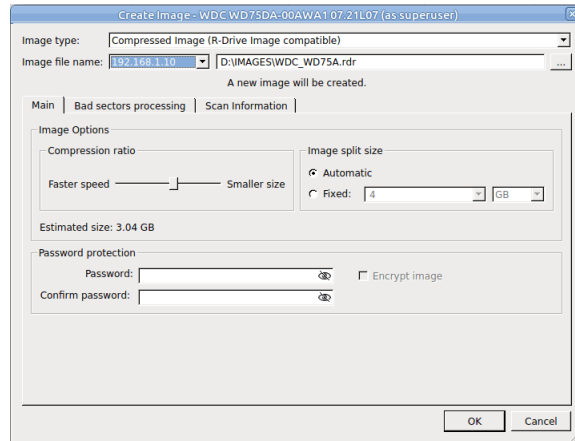 Create Image - WDC WD75DA-00AWA1 07.21L07 (as superuser)
Image type: Compressed Image (R-Drive Image compatible)
Image file name: 192.168.1.10 D:\IMAGES\WDC_WD75A.rdr ...
A new image will be created.
Main Bad sectors processing Scan Information
Image Options
Compression ratio Image split size
Automatic
Faster speed Smaller size
Fixed: 4 GB
Estimated size: 3.04 GB
Password protection
Password: Encrypt image
Confirm password:
OK Cancel